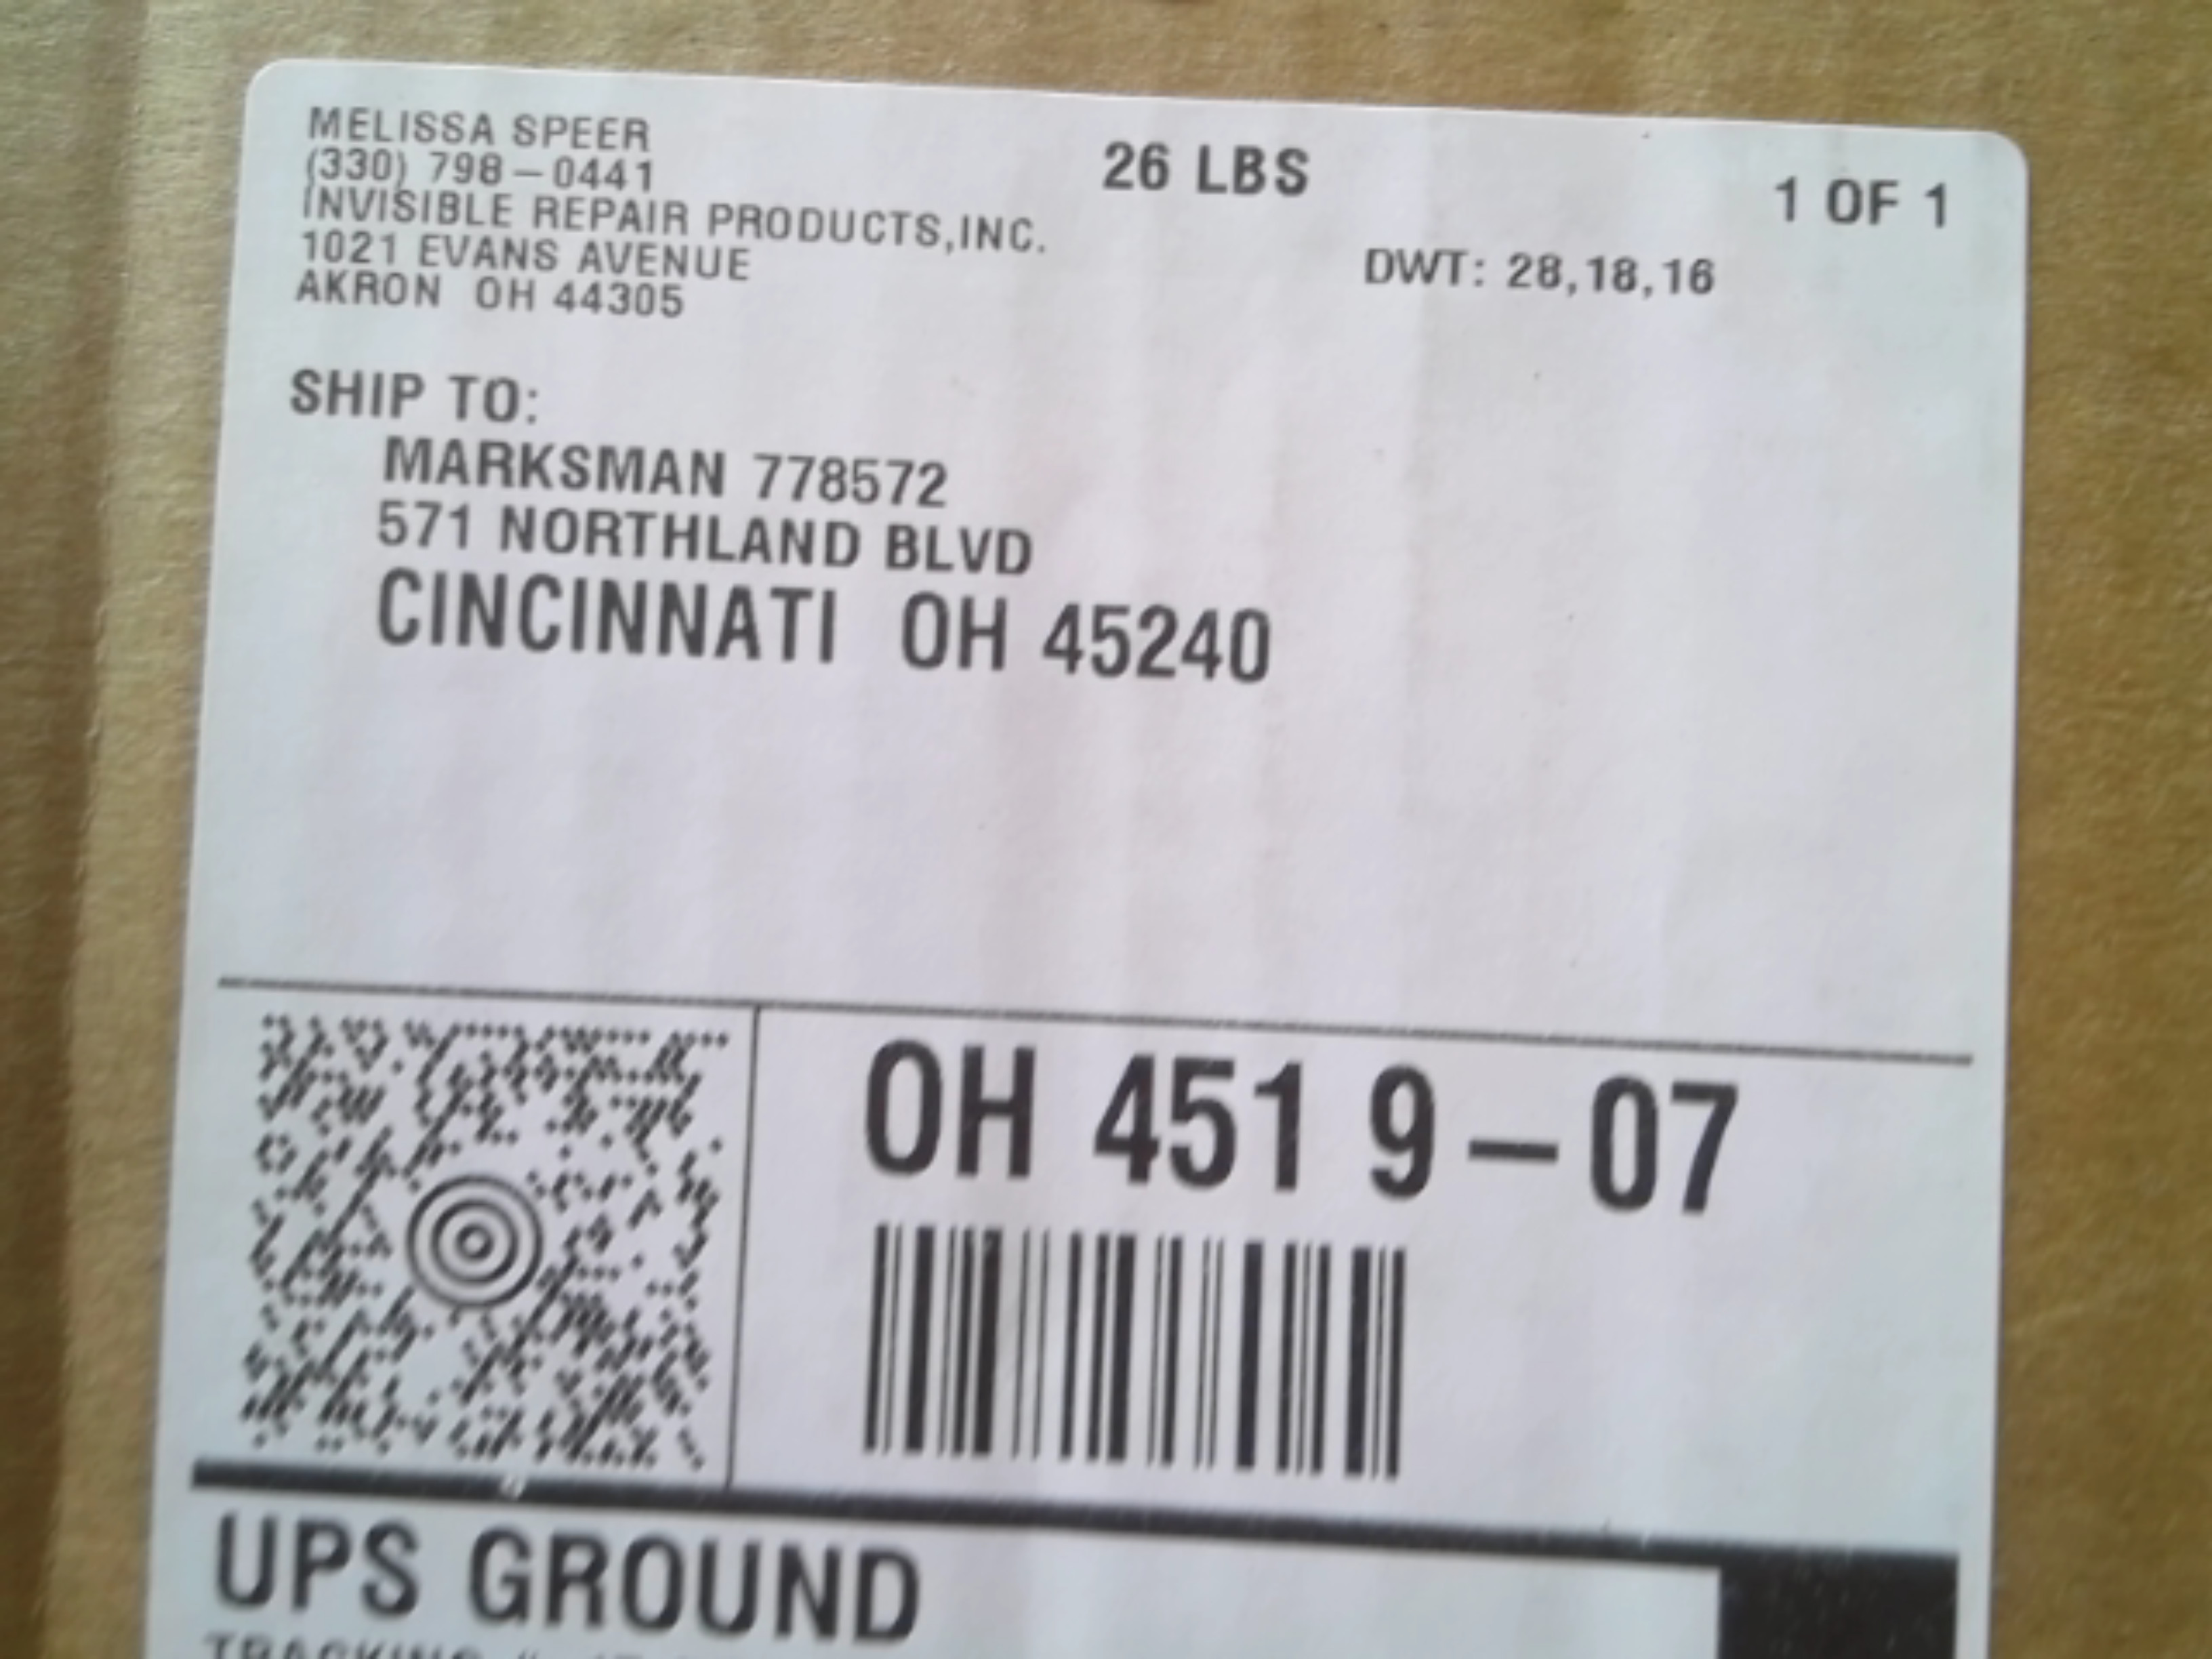 MELISSA SPEER
(330) 798-0441
INVISIBLE REPAIR PRODUCTS,INC.
1021 EVANS AVENUE
AKRON OH 44305
26 LBS
1 OF 1
DWT: 28,18,16
SHIP TO:
MARKSMAN 778572
571 NORTHLAND BLVD
CINCINNATI OH 45240
OH 451 9-07
UPS GROUND
TRACKING